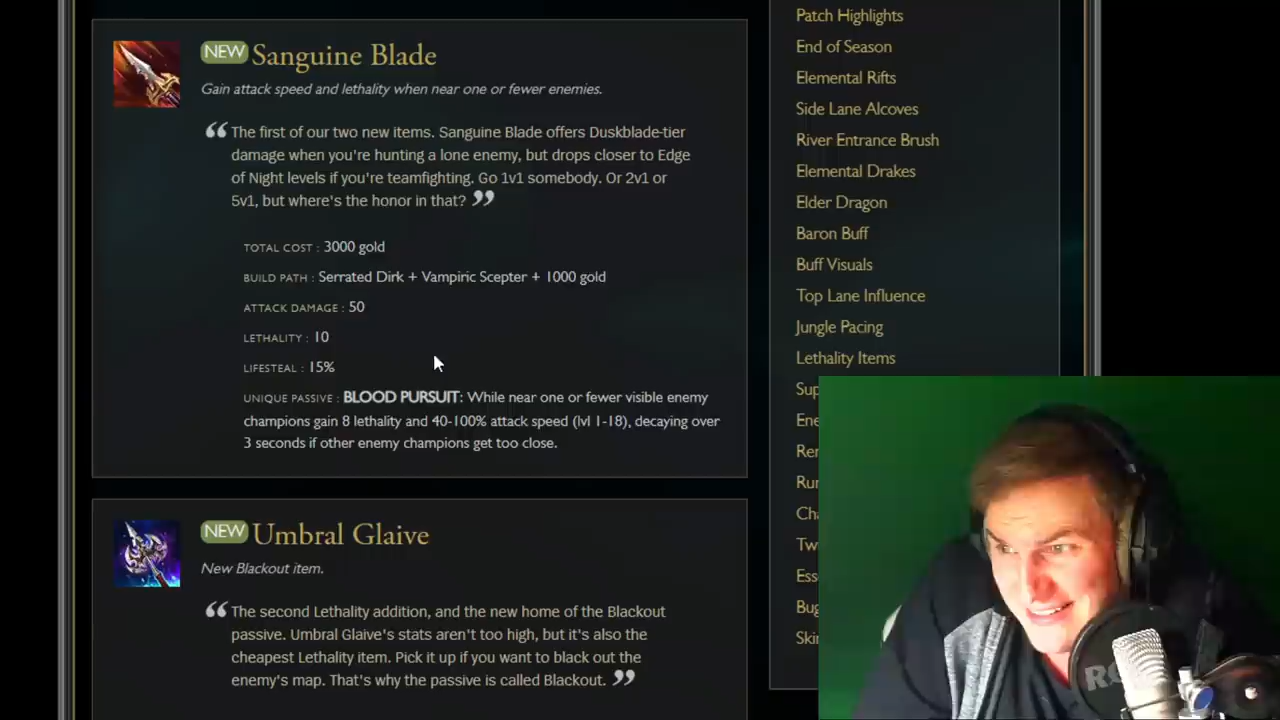 NEW Sanguine Blade
Gain attack speed and lethality when near one or fewer enemies.
“ The first of our two new items. Sanguine Blade offers Duskblade-tier
damage when you're hunting a lone enemy, but drops closer to Edge
of Night levels if you're teamfighting. Go 1v1 somebody. Or 2v1 or
5v1, but where's the honor in that? ”
TOTAL COST : 3000 gold
BUILD PATH : Serrated Dirk + Vampiric Scepter + 1000 gold
ATTACK DAMAGE : 50
LETHALITY : 10
LIFESTEAL : 15%
UNIQUE PASSIVE : BLOOD PURSUIT: While near one or fewer visible enemy
champions gain 8 lethality and 40-100% attack speed (lvl 1-18), decaying over
3 seconds if other enemy champions get too close.
NEW Umbral Glaive
New Blackout item.
“ The second Lethality addition, and the new home of the Blackout
passive. Umbral Glaive's stats aren't too high, but it's also the
cheapest Lethality item. Pick it up if you want to black out the
enemy's map. That's why the passive is called Blackout. ”
Patch Highlights
End of Season
Elemental Rifts
Side Lane Alcoves
River Entrance Brush
Elemental Drakes
Elder Dragon
Baron Buff
Buff Visuals
Top Lane Influence
Jungle Pacing
Lethality Items